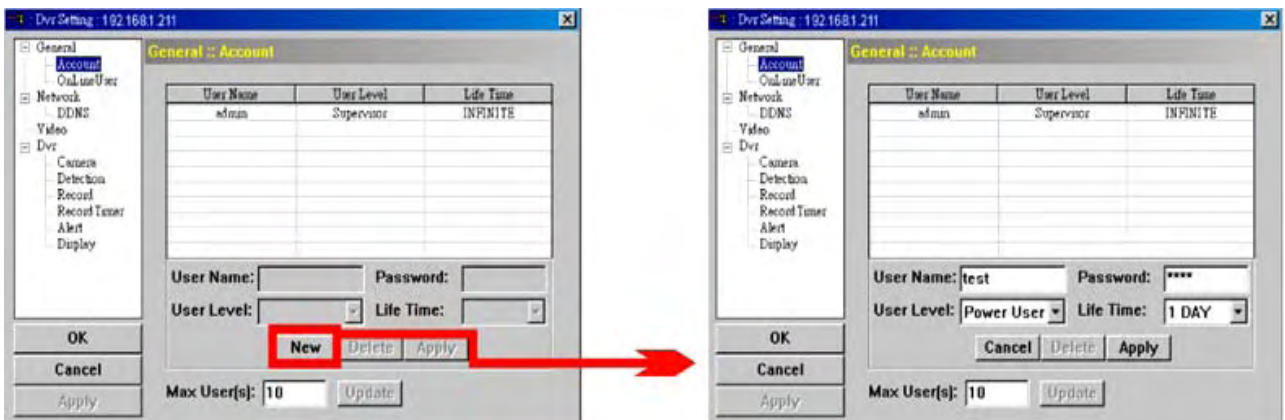 Dvr Setting : 192.168.1.211
General
Account
OnLineUser
Network
DDNS
Video
Dvr
Camera
Detection
Record
Record Timer
Alert
Display
OK
Cancel
Apply
General :: Account
User Name User Level Life Time
admin Supervisor INFINITE
User Name: Password:
User Level: Life Time:
New Delete Apply
Max User(s): 10 Update
Dvr Setting : 192.168.1.211
General
Account
OnLineUser
Network
DDNS
Video
Dvr
Camera
Detection
Record
Record Timer
Alert
Display
OK
Cancel
Apply
General :: Account
User Name User Level Life Time
admin Supervisor INFINITE
User Name: test Password: ****
User Level: Power User Life Time: 1 DAY
Cancel Delete Apply
Max User(s): 10 Update